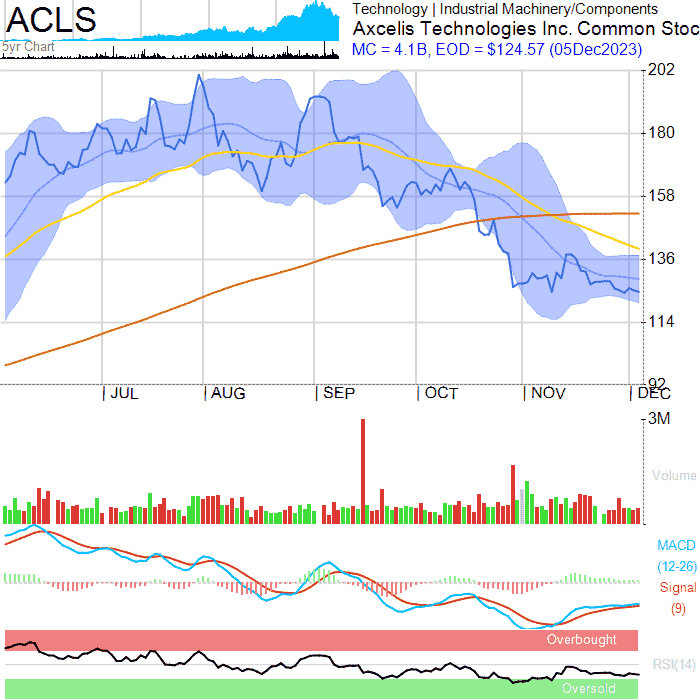 ACLS
5yr Chart
Technology | Industrial Machinery/Components
Axcelis Technologies Inc. Common Stoc
MC = 4.1B, EOD = $124.57 (05Dec2023)
202
180
158
136
114
92
JUL AUG SEP OCT NOV DEC
3M
Volume
MACD
(12-26)
Signal
(9)
Overbought
RSI(14)
Oversold